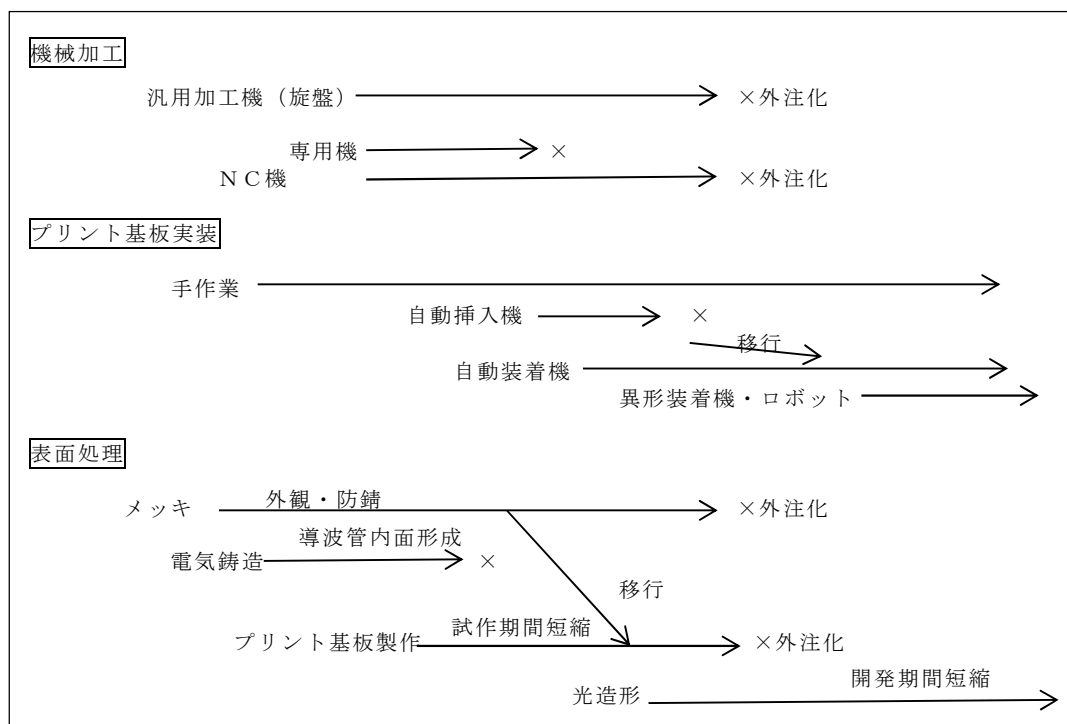 機械加工
汎用加工機（旋盤） ×外注化
専用機 ×
ＮＣ機 ×外注化
プリント基板実装
手作業
自動挿入機 ×
移行
自動装着機
異形装着機・ロボット
表面処理
メッキ 外観・防錆 ×外注化
導波管内面形成
電気鋳造 ×
移行
試作期間短縮
プリント基板製作 ×外注化
開発期間短縮
光造形